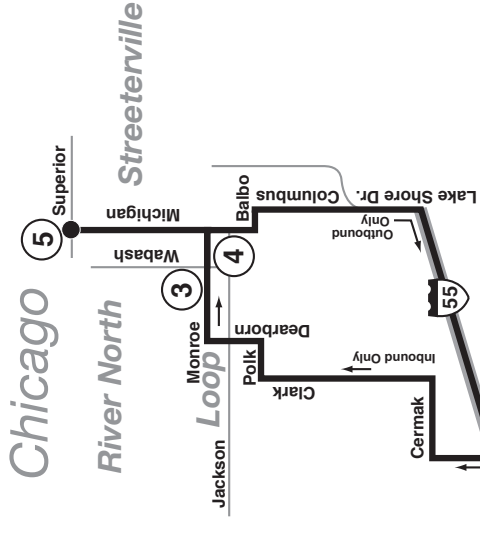 Chicago
River North
Streeterville
Loop
5
Superior
Michigan
Wabash
3
4
Monroe
Dearborn
Polk
Clark
Jackson
Balbo
Columbus
Lake Shore Dr.
Outbound
Only
Inbound Only
Cermak
55